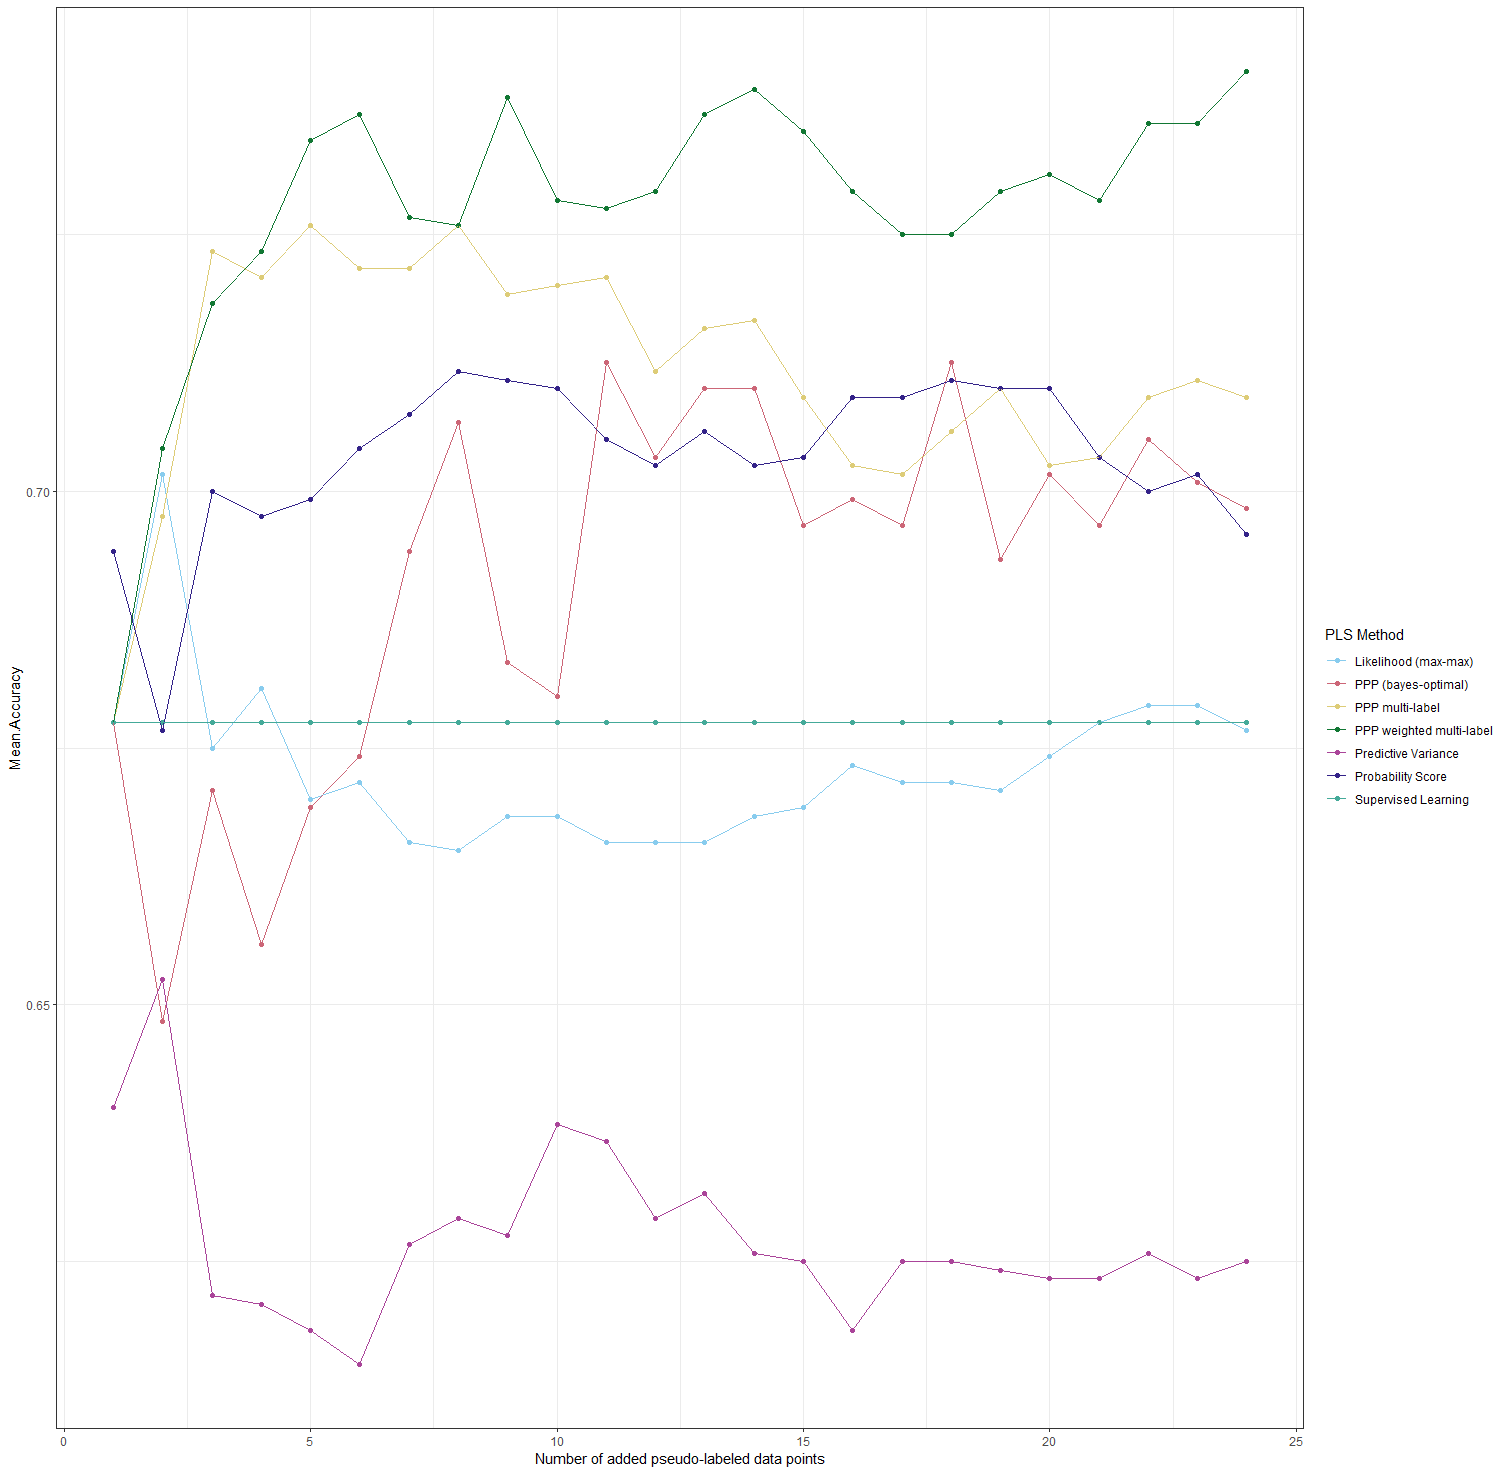 Mean.Accuracy
0.70
0.65
0
5
10
15
20
25
Number of added pseudo-labeled data points
PLS Method
Likelihood (max-max)
PPP (bayes-optimal)
PPP multi-label
PPP weighted multi-label
Predictive Variance
Probability Score
Supervised Learning